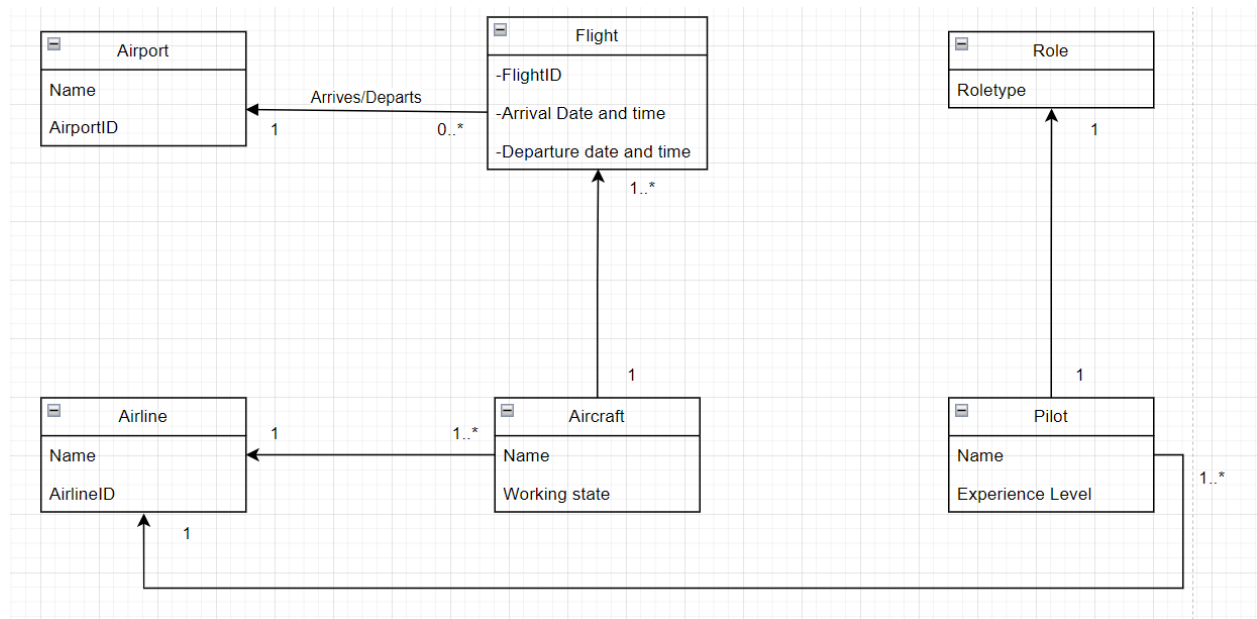 Airport
Name
AirportID
Arrives/Departs
1
0..*
Flight
-FlightID
-Arrival Date and time
-Departure date and time
1..*
1
Role
Roletype
1
1
Airline
Name
AirlineID
1
1..*
1
Aircraft
Name
Working state
Pilot
Name
Experience Level
1..*